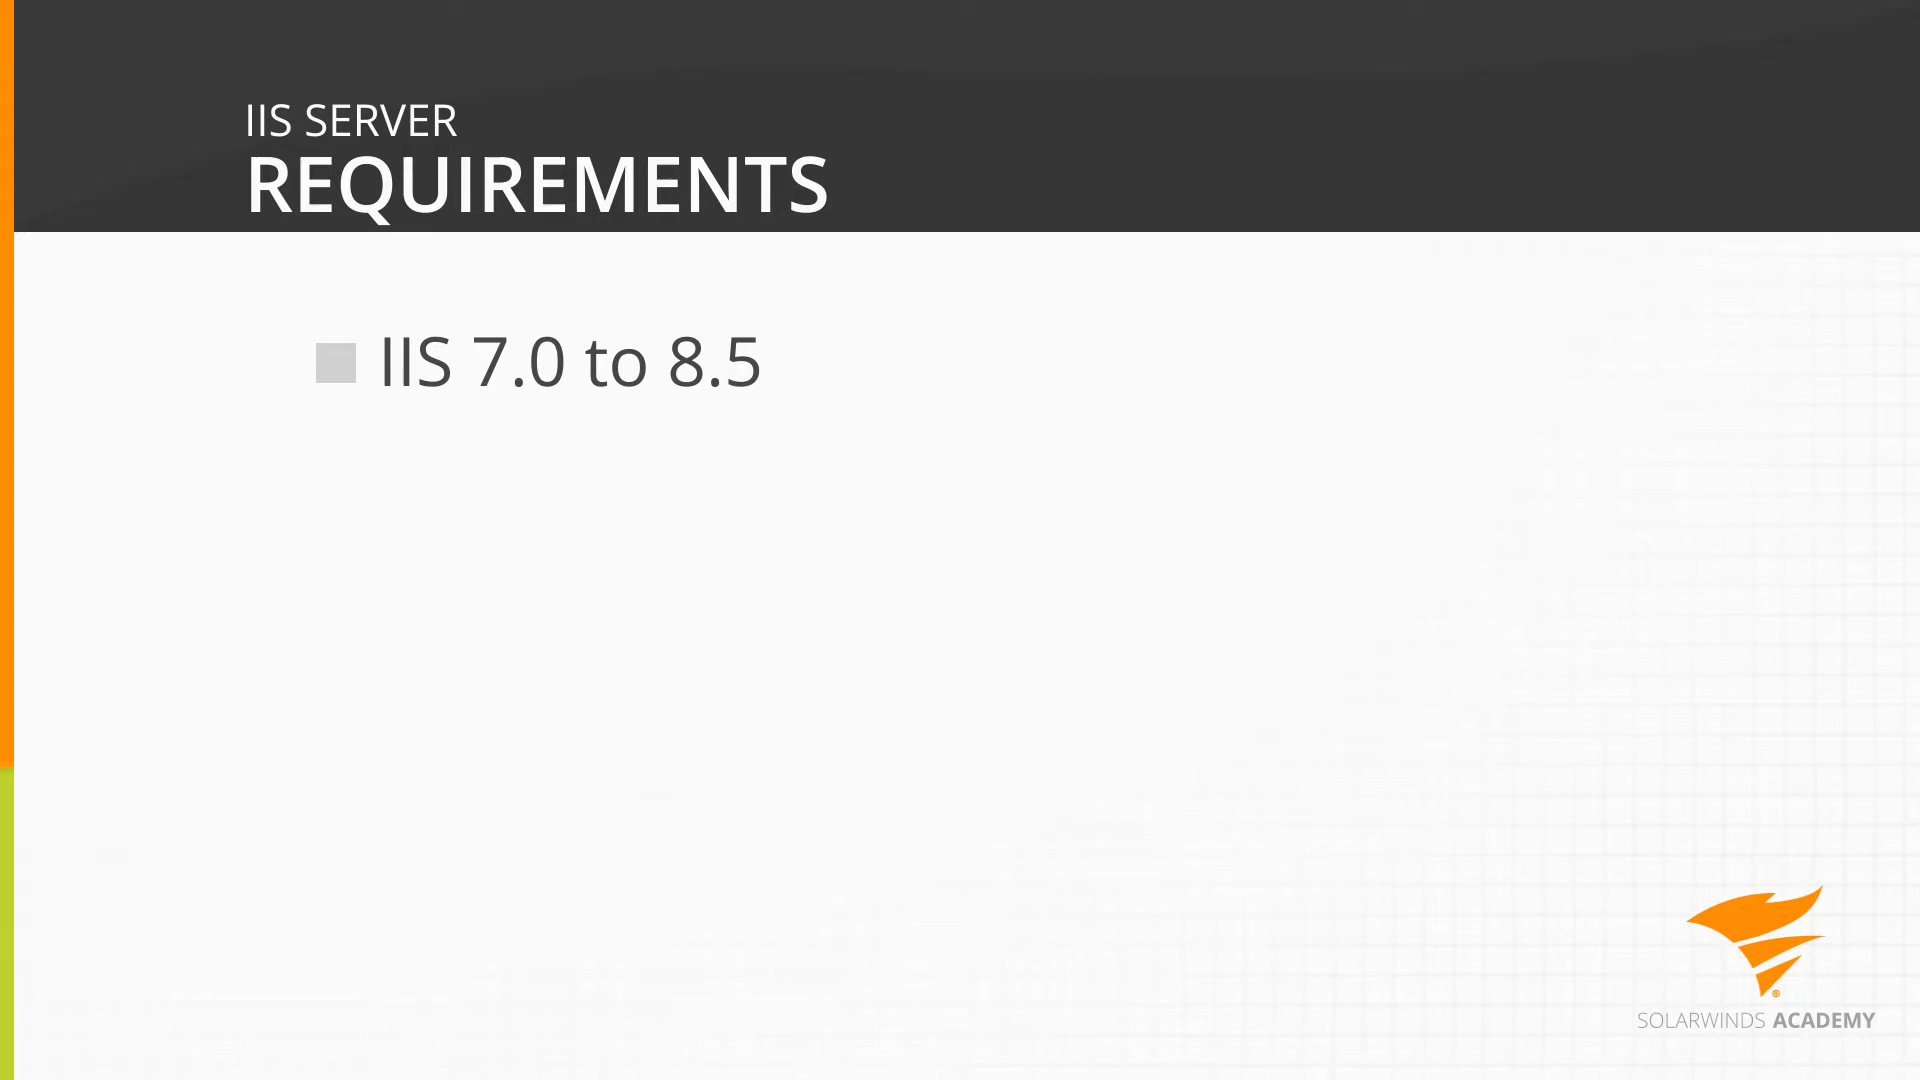 IIS SERVER
REQUIREMENTS
IIS 7.0 to 8.5
SOLARWINDS ACADEMY